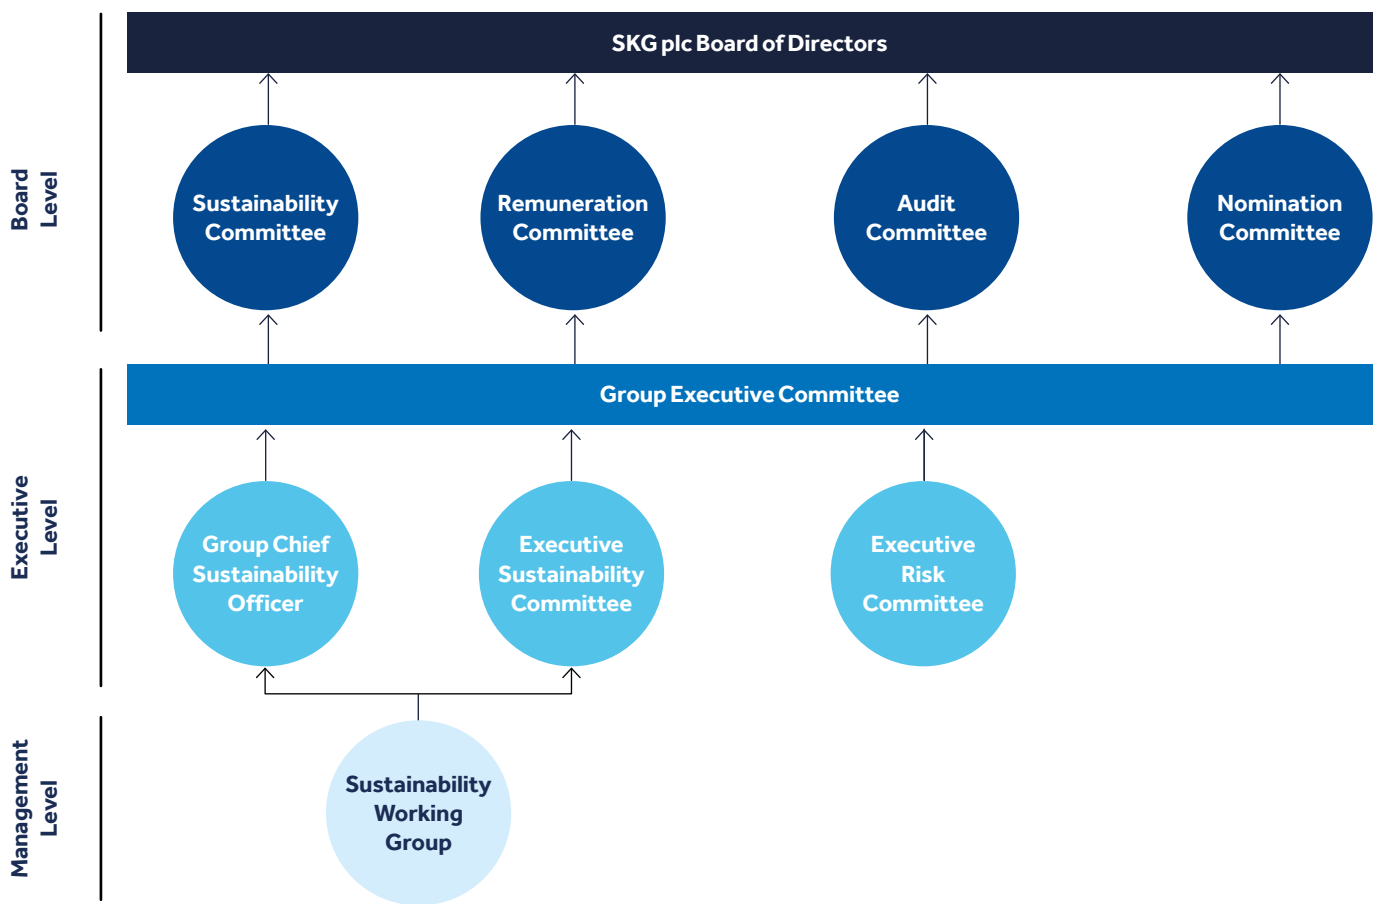 SKG plc Board of Directors
Board
Level
Sustainability
Committee
Remuneration
Committee
Audit
Committee
Nomination
Committee
Group Executive Committee
Executive
Level
Group Chief
Sustainability
Officer
Executive
Sustainability
Committee
Executive
Risk
Committee
Management
Level
Sustainability
Working
Group